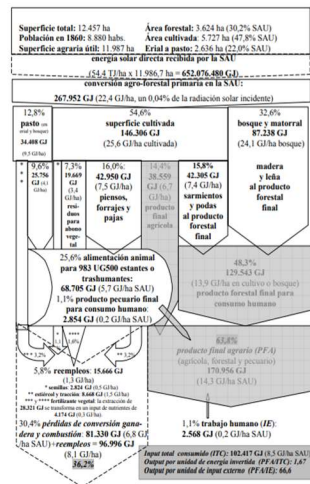 Superficie total: 12.457 ha
Población en 1860: 8.880 habs.
Superficie agraria útil: 11.987 ha
Área forestal: 3.624 ha (30,2% SAU)
Área cultivada: 5.727 ha (47,8% SAU)
Erial a pasto: 2.636 ha (22,0% SAU)
energía solar directa recibida por la SAU
(54,4 TJ/ha x 11.986,7 ha = 652.076.480 GJ)
conversión agro-forestal primaria en la SAU:
267.952 GJ (22,4 GJ/ha, un 0,04% de la radiación solar incidente)
12,8%
pasto (en
erial y bosque)
34.408 GJ
(9,5 GJ/ha)
54,6%
superficie cultivada
146.306 GJ
(25,6 GJ/ha cultivada)
32,6%
bosque y matorral
87.238 GJ
(24,1 GJ/ha bosque)
* 9,6%
25.756
GJ (4,1
GJ/ha)
* 7,3%
19.669
GJ
(3,4
GJ/ha)
resi-
duos
para
abono
vege-
tal
16,0%:
42.950 GJ
(7,5 GJ/ha)
piensos,
forrajes y
pajas
14,4%
38.559
GJ (6,7
GJ/ha)
producto
final
agrícola
15,8%
42.305 GJ
(7,4 GJ/ha)
sarmientos
y podas
al producto
forestal
final
madera
y leña
al producto
forestal
final
25,6% alimentación animal
para 983 UG500 estantes o
trashumantes:
68.705 GJ (5,7 GJ/ha SAU)
1,1% producto pecuario final
para consumo humano:
2.854 GJ (0,2 GJ/ha SAU)
48,3%
129.543 GJ
(13,9 GJ/ha en cultivo o bosque)
producto forestal final para
consumo humano
** 3,2%
1,6%
** 3,2%
5,8% reempleos: 15.666 GJ
(1,3 GJ/ha)
* semillas: 2.824 GJ (0,5 GJ/ha)
** estiércol y tracción: 8.668 GJ (1,5 GJ/ha)
*** y **** fertilizante vegetal: la extracción de
20.321 GJ se transforma en un input de nutrientes de
4.174 GJ (0,3 GJ/ha)
63,8%
producto final agrario (PFA)
(agrícola, forestal y pecuario)
170.956 GJ
(14,3 GJ/ha SAU)
30,4% pérdidas de conversión gana-
dera y combustión: 81.330 GJ (6,8 GJ
/ha SAU)+reempleos = 96.996 GJ
(8,1 GJ/ha)
36,2%
1,1% trabajo humano (IE):
2.568 GJ (0,2 GJ/ha SAU)
Input total consumido (ITC): 102.417 GJ (8,5 GJ/ha SAU)
Output por unidad de energía invertida (PFA/ITC): 1,67
Output por unidad de input externo (PFA/IE): 66,6